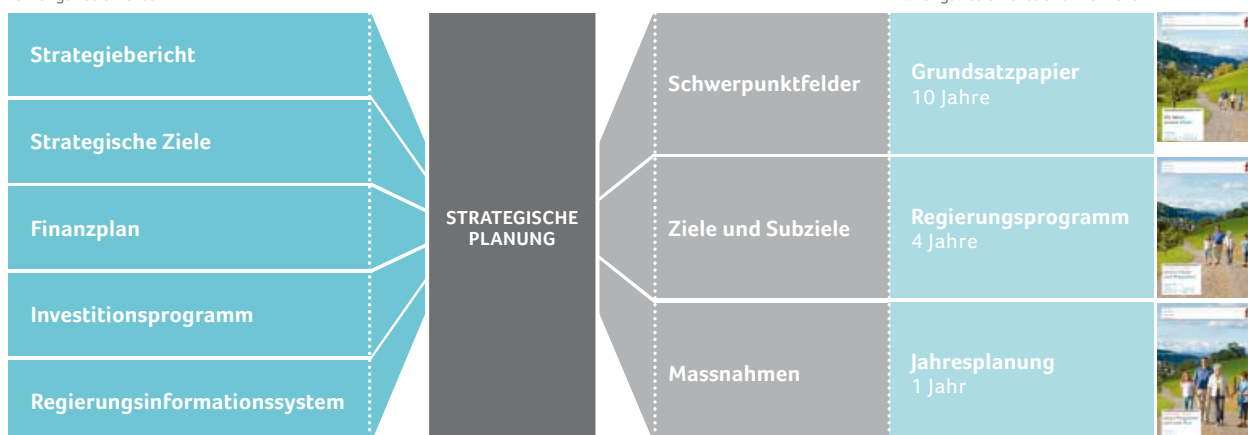 Strategiebericht
Strategische Ziele
Finanzplan
Investitionsprogramm
Regierungsinformationssystem
STRATEGISCHE
PLANUNG
Schwerpunktfelder
Ziele und Subziele
Massnahmen
Grundsatzpapier
10 Jahre
Regierungsprogramm
4 Jahre
Jahresplanung
1 Jahr